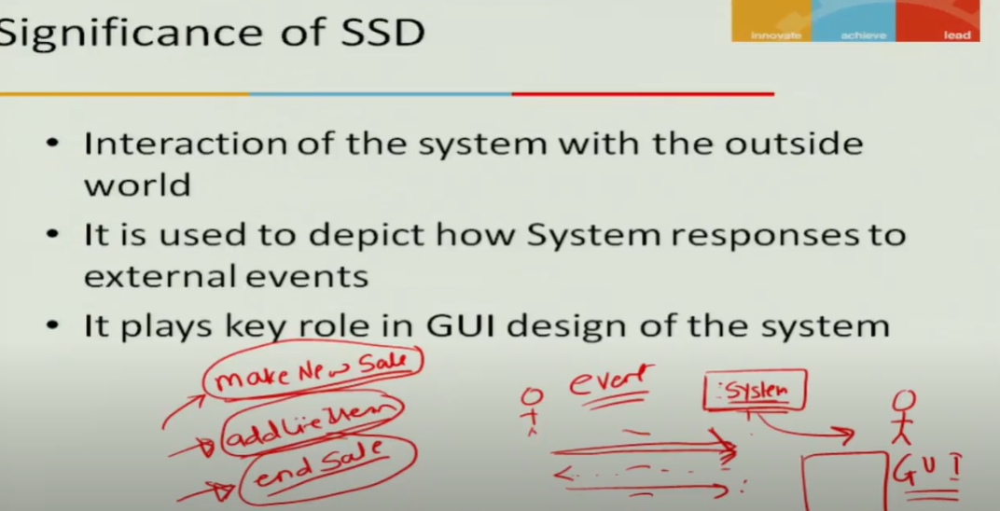 Significance of SSD
innovate achieve lead
• Interaction of the system with the outside
world
• It is used to depict how System responses to
external events
• It plays key role in GUI design of the system
make New Sale
addLineItem
end Sale
event
:System
GUI